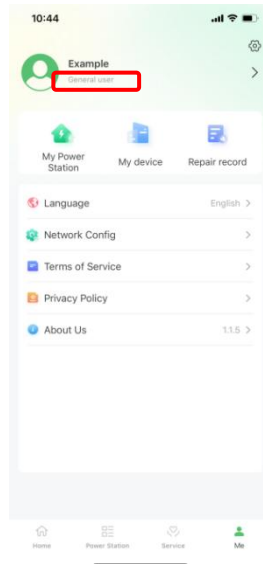 10:44
Example
General user
My Power
Station
My device
Repair record
Language
English
Network Config
Terms of Service
Privacy Policy
About Us
1.1.5
Home
Power Station
Service
Me